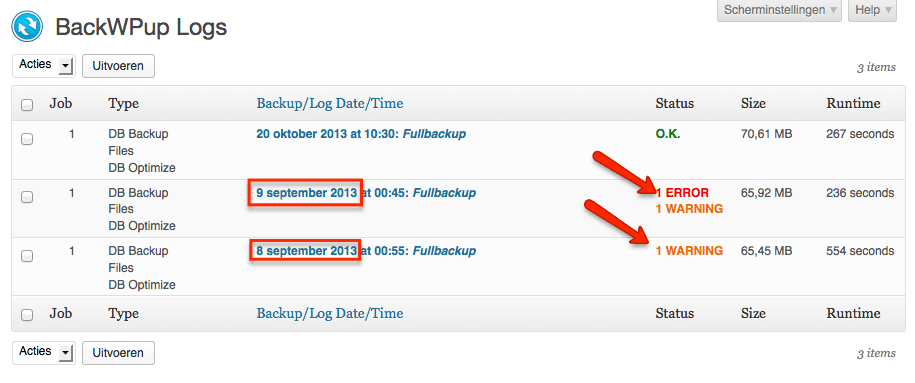 Scherminstellingen Help
BackWPup Logs
Acties Uitvoeren
3 items
Job Type Backup/Log Date/Time Status Size Runtime
1 DB Backup 20 oktober 2013 at 10:30: Fullbackup O.K. 70,61 MB 267 seconds
Files
DB Optimize
1 DB Backup 9 september 2013 at 00:45: Fullbackup 1 ERROR 65,92 MB 236 seconds
Files 1 WARNING
DB Optimize
1 DB Backup 8 september 2013 at 00:55: Fullbackup 1 WARNING 65,45 MB 554 seconds
Files
DB Optimize
Job Type Backup/Log Date/Time Status Size Runtime
Acties Uitvoeren
3 items